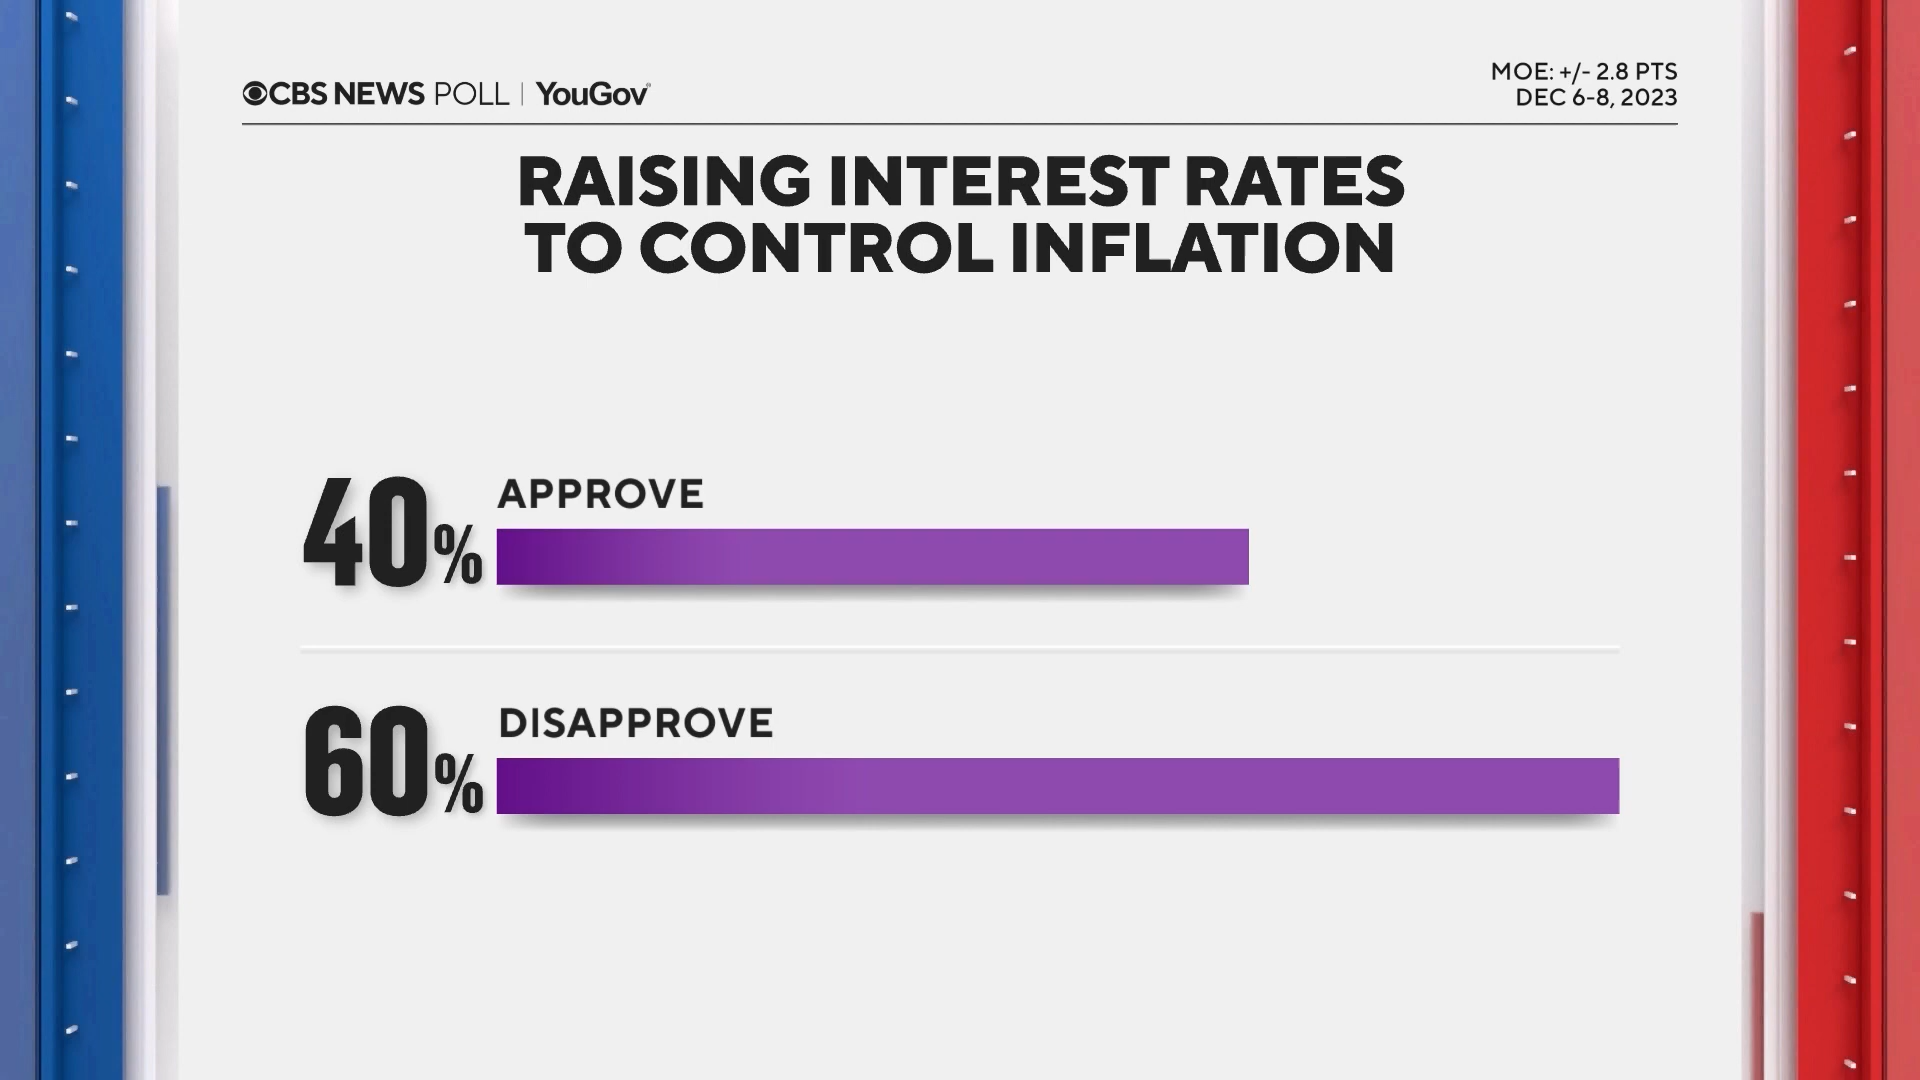 CBS NEWS POLL | YouGov
MOE: +/- 2.8 PTS
DEC 6-8, 2023
RAISING INTEREST RATES
TO CONTROL INFLATION
40% APPROVE
60% DISAPPROVE